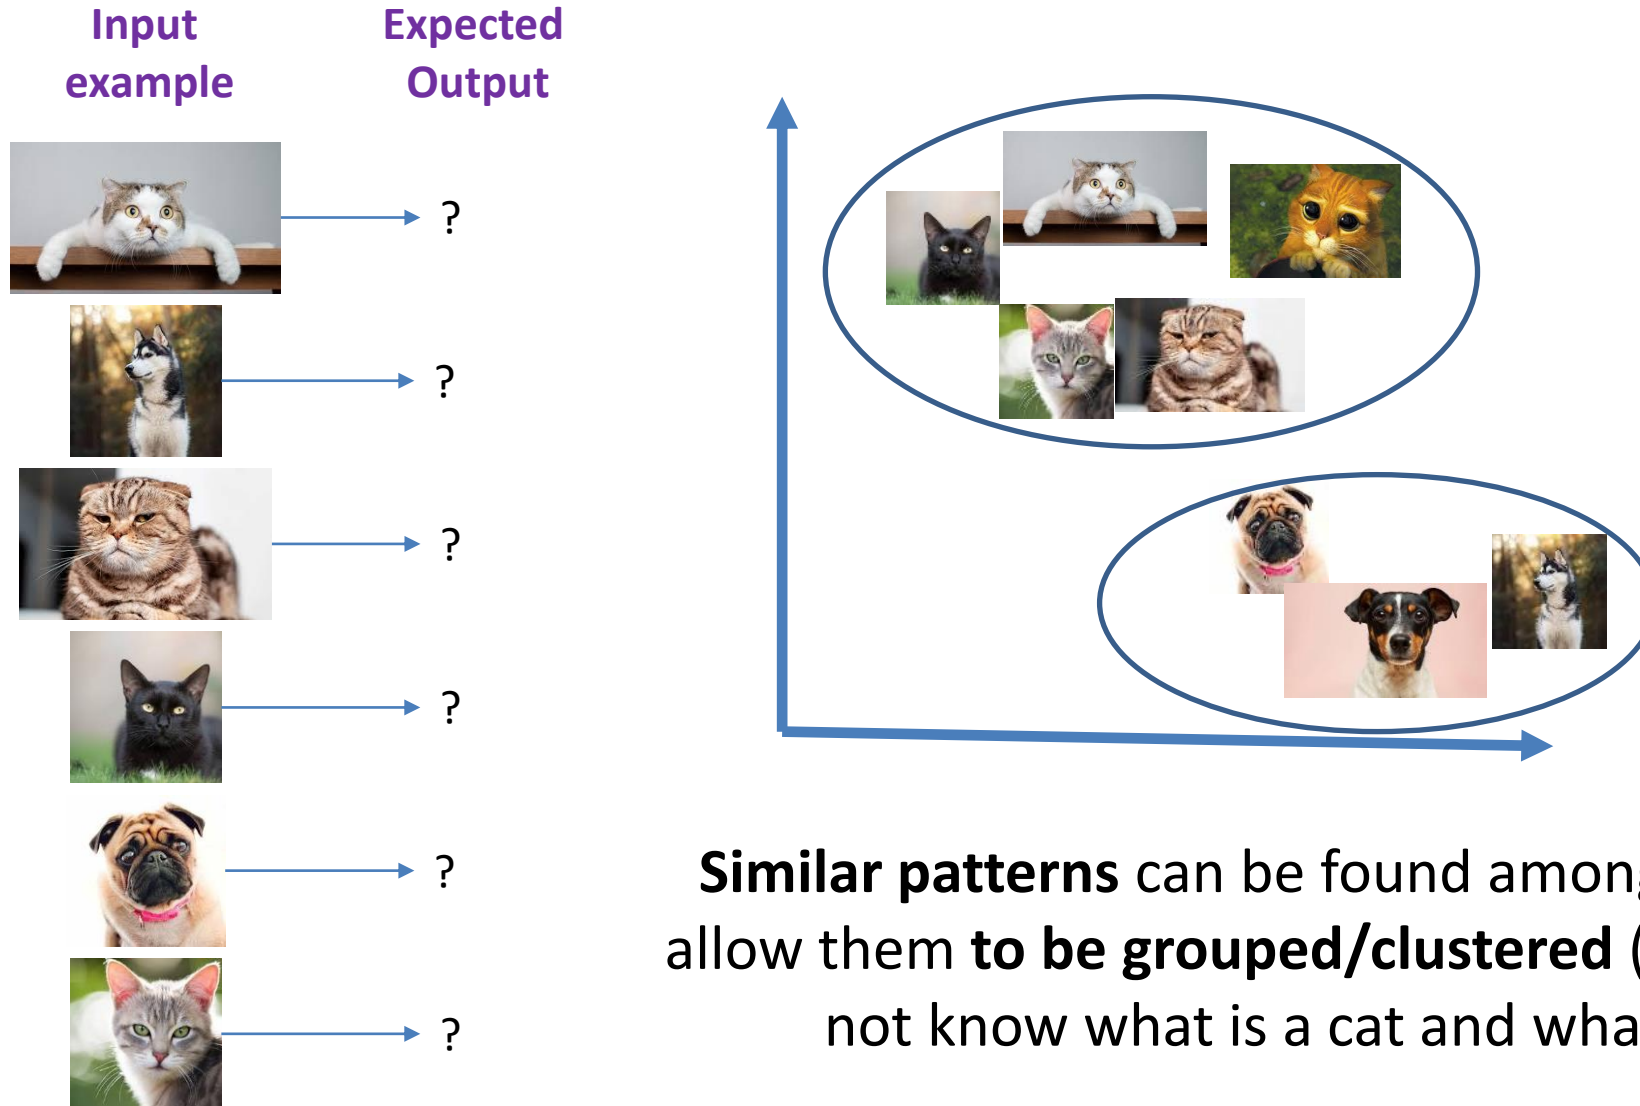 Input
example
Expected
Output
?
?
?
?
?
?
Similar patterns can be found among
allow them to be grouped/clustered (
not know what is a cat and wha